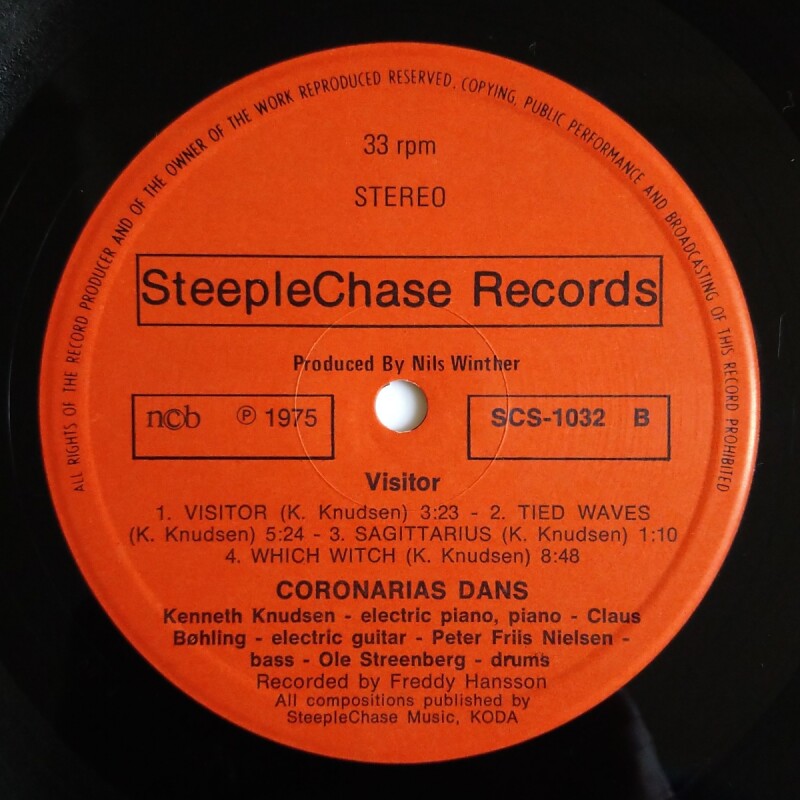 ALL RIGHTS OF THE RECORD PRODUCER AND OF THE OWNER OF THE WORK REPRODUCED RESERVED. COPYING, PUBLIC PERFORMANCE AND BROADCASTING OF THIS RECORD PROHIBITED
33 rpm
STEREO
SteepleChase Records
Produced By Nils Winther
n©b ℗ 1975 SCS-1032 B
Visitor
1. VISITOR (K. Knudsen) 3:23 - 2. TIED WAVES
(K. Knudsen) 5:24 - 3. SAGITTARIUS (K. Knudsen) 1:10
4. WHICH WITCH (K. Knudsen) 8:48
CORONARIAS DANS
Kenneth Knudsen - electric piano, piano - Claus
Bøhling - electric guitar - Peter Friis Nielsen -
bass - Ole Streenberg - drums
Recorded by Freddy Hansson
All compositions published by
SteepleChase Music, KODA